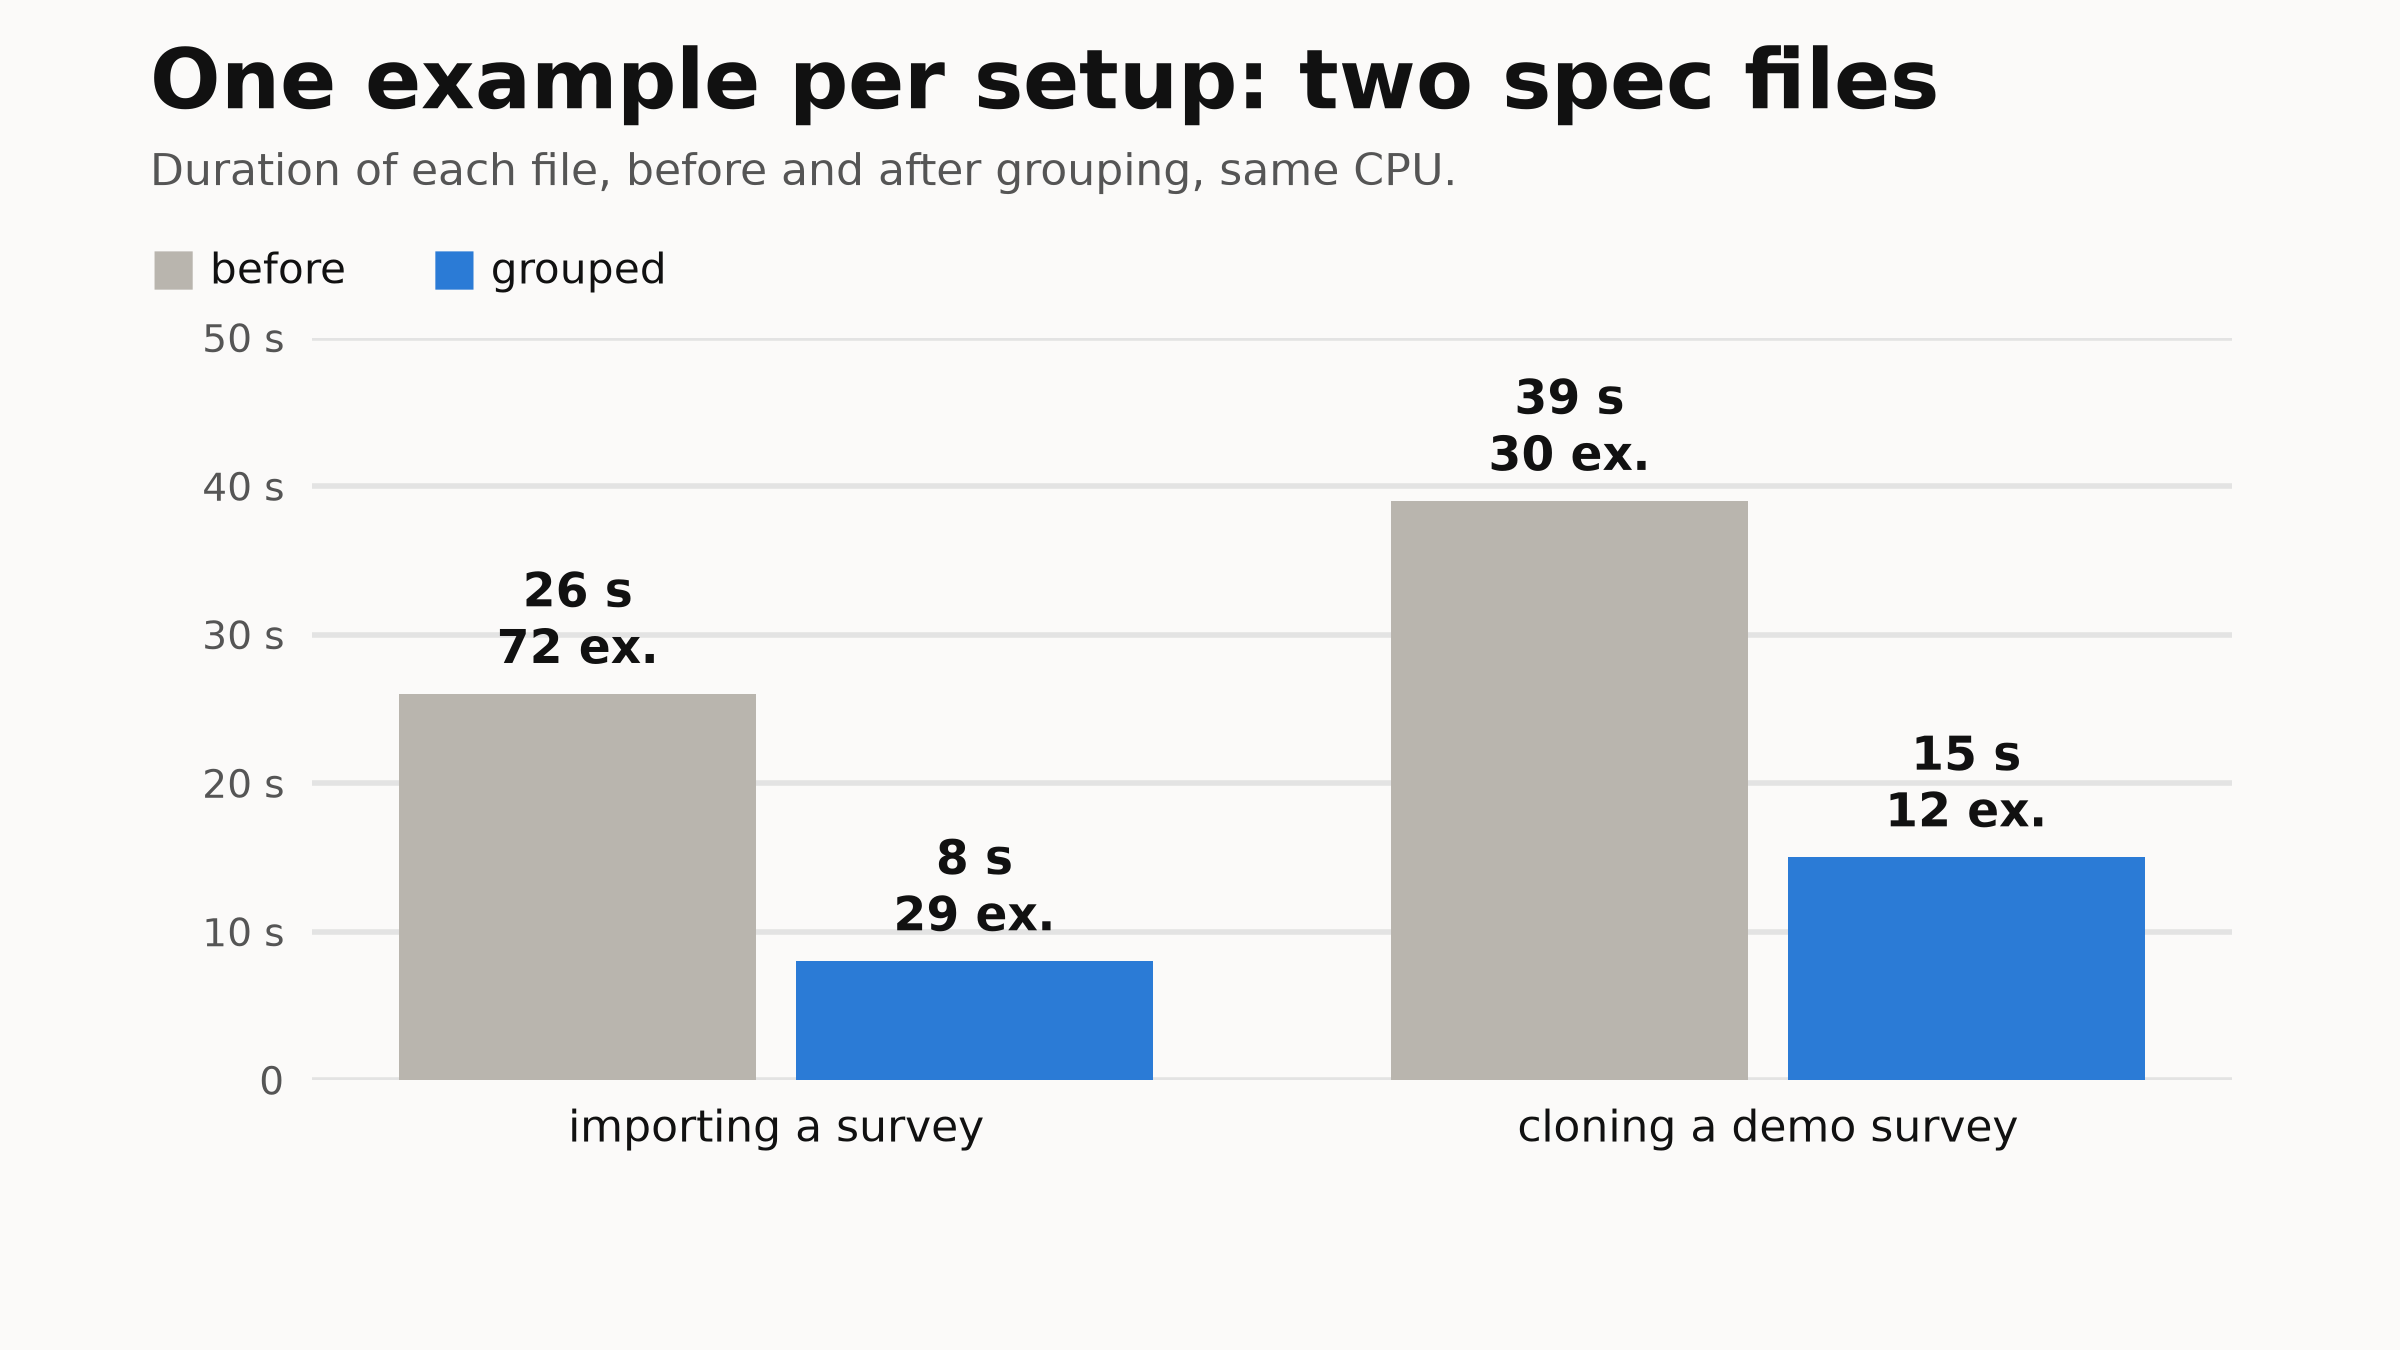 One example per setup: two spec files
Duration of each file, before and after grouping, same CPU.
before
grouped
50 s
40 s
30 s
20 s
10 s
0
26 s
72 ex.
8 s
29 ex.
39 s
30 ex.
15 s
12 ex.
importing a survey
cloning a demo survey